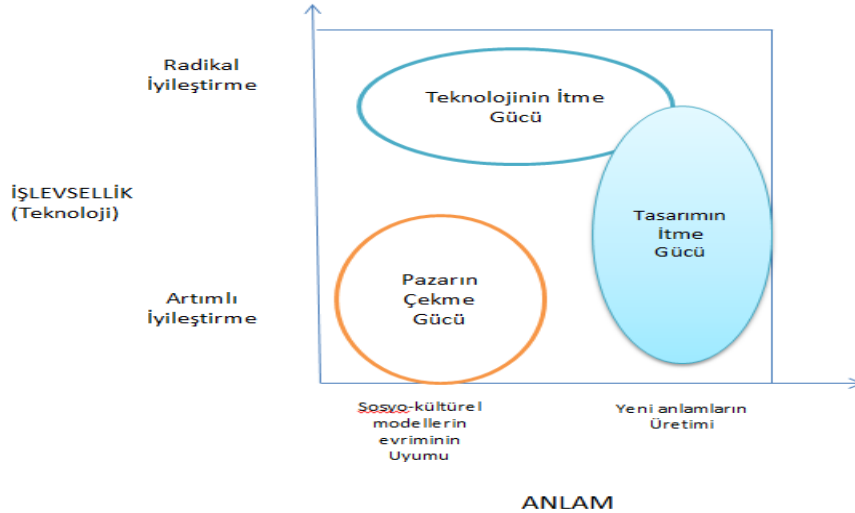 Radikal
İyileştirme
Teknolojinin İtme
Gücü
İŞLEVSELLİK
(Teknoloji)
Tasarımın
İtme
Gücü
Pazarın
Çekme
Gücü
Artımlı
İyileştirme
Sosyo-kültürel
modellerin
evriminin
Uyumu
Yeni anlamların
Üretimi
ANLAM